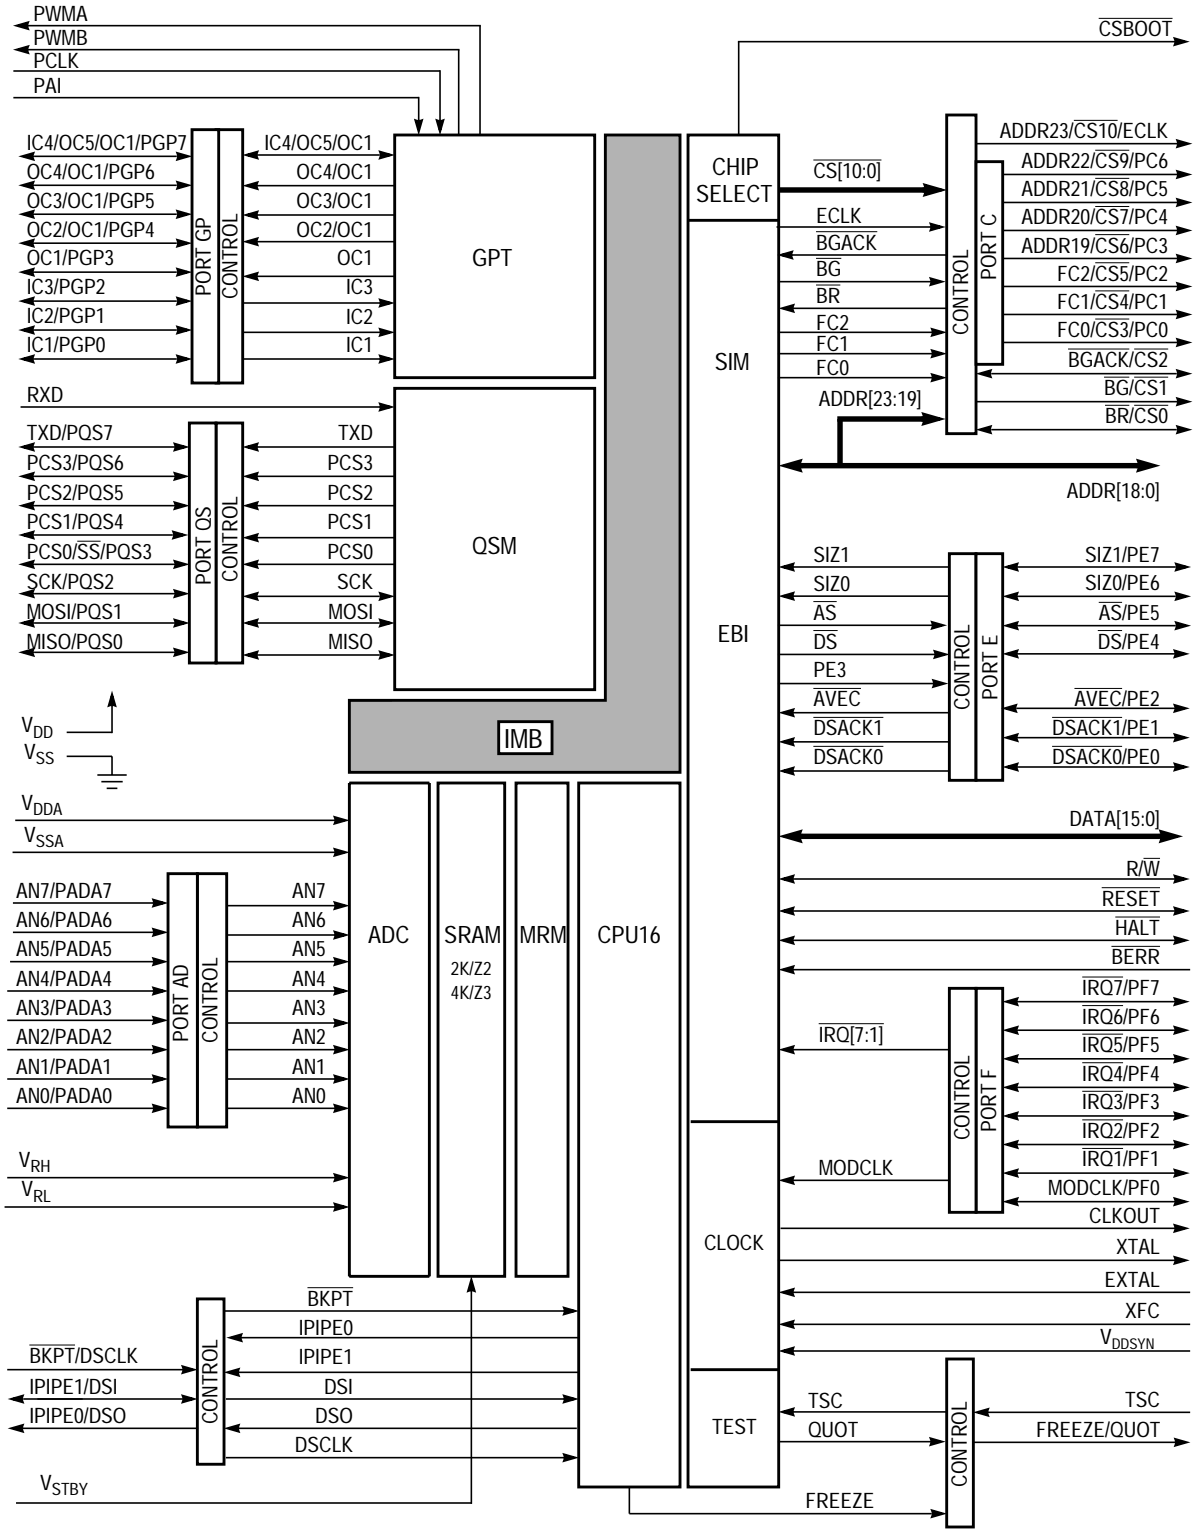 PWMA
PWMB
PCLK
PAI
IC4/OC5/OC1/PGP7
OC4/OC1/PGP6
OC3/OC1/PGP5
OC2/OC1/PGP4
OC1/PGP3
IC3/PGP2
IC2/PGP1
IC1/PGP0
PORT GP
CONTROL
IC4/OC5/OC1
OC4/OC1
OC3/OC1
OC2/OC1
OC1
IC3
IC2
IC1
GPT
RXD
TXD/PQS7
PCS3/PQS6
PCS2/PQS5
PCS1/PQS4
PCS0/SS/PQS3
SCK/PQS2
MOSI/PQS1
MISO/PQS0
PORT QS
CONTROL
TXD
PCS3
PCS2
PCS1
PCS0
SCK
MOSI
MISO
QSM
IMB
VDD
VSS
VDDA
VSSA
AN7/PADA7
AN6/PADA6
AN5/PADA5
AN4/PADA4
AN3/PADA3
AN2/PADA2
AN1/PADA1
AN0/PADA0
PORT AD
CONTROL
AN7
AN6
AN5
AN4
AN3
AN2
AN1
AN0
VRH
VRL
ADC
SRAM
2K/Z2
4K/Z3
MRM
CPU16
BKPT/DSCLK
IPIPE1/DSI
IPIPE0/DSO
CONTROL
BKPT
IPIPE0
IPIPE1
DSI
DSO
DSCLK
VSTBY
CHIP
SELECT
SIM
EBI
CLOCK
TEST
CSBOOT
CS[10:0]
ECLK
BGACK
BG
BR
FC2
FC1
FC0
ADDR[23:19]
CONTROL
PORT C
ADDR23/CS10/ECLK
ADDR22/CS9/PC6
ADDR21/CS8/PC5
ADDR20/CS7/PC4
ADDR19/CS6/PC3
FC2/CS5/PC2
FC1/CS4/PC1
FC0/CS3/PC0
BGACK/CS2
BG/CS1
BR/CS0
ADDR[18:0]
SIZ1
SIZ0
AS
DS
PE3
AVEC
DSACK1
DSACK0
CONTROL
PORT E
SIZ1/PE7
SIZ0/PE6
AS/PE5
DS/PE4
AVEC/PE2
DSACK1/PE1
DSACK0/PE0
DATA[15:0]
R/W
RESET
HALT
BERR
IRQ[7:1]
MODCLK
CONTROL
PORT F
IRQ7/PF7
IRQ6/PF6
IRQ5/PF5
IRQ4/PF4
IRQ3/PF3
IRQ2/PF2
IRQ1/PF1
MODCLK/PF0
CLKOUT
XTAL
EXTAL
XFC
VDDSYN
TSC
QUOT
FREEZE
CONTROL
TSC
FREEZE/QUOT